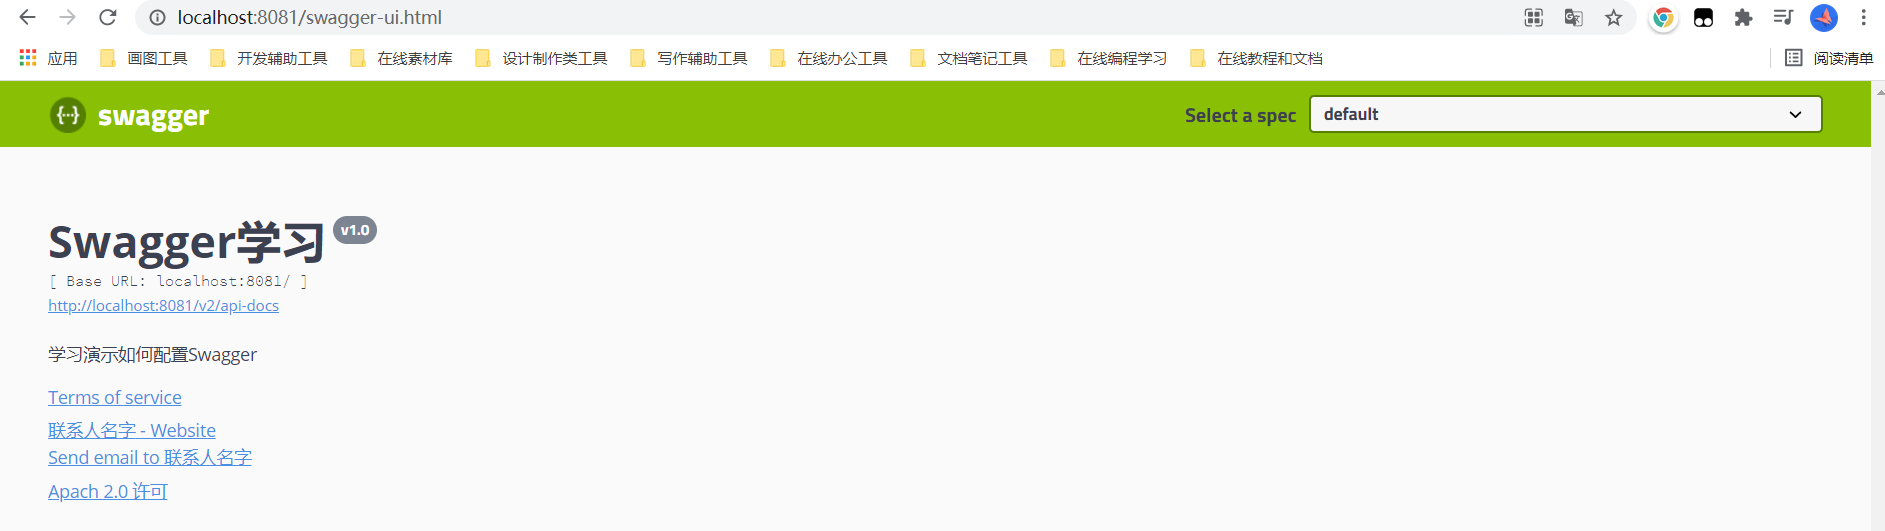 localhost:8081/swagger-ui.html
应用 画图工具 开发辅助工具 在线素材库 设计制作类工具 写作辅助工具 在线办公工具 文档笔记工具 在线编程学习 在线教程和文档 阅读清单
swagger Select a spec default
Swagger学习 v1.0
[ Base URL: localhost:8081/ ]
http://localhost:8081/v2/api-docs
学习演示如何配置Swagger
Terms of service
联系人名字 - Website
Send email to 联系人名字
Apach 2.0 许可